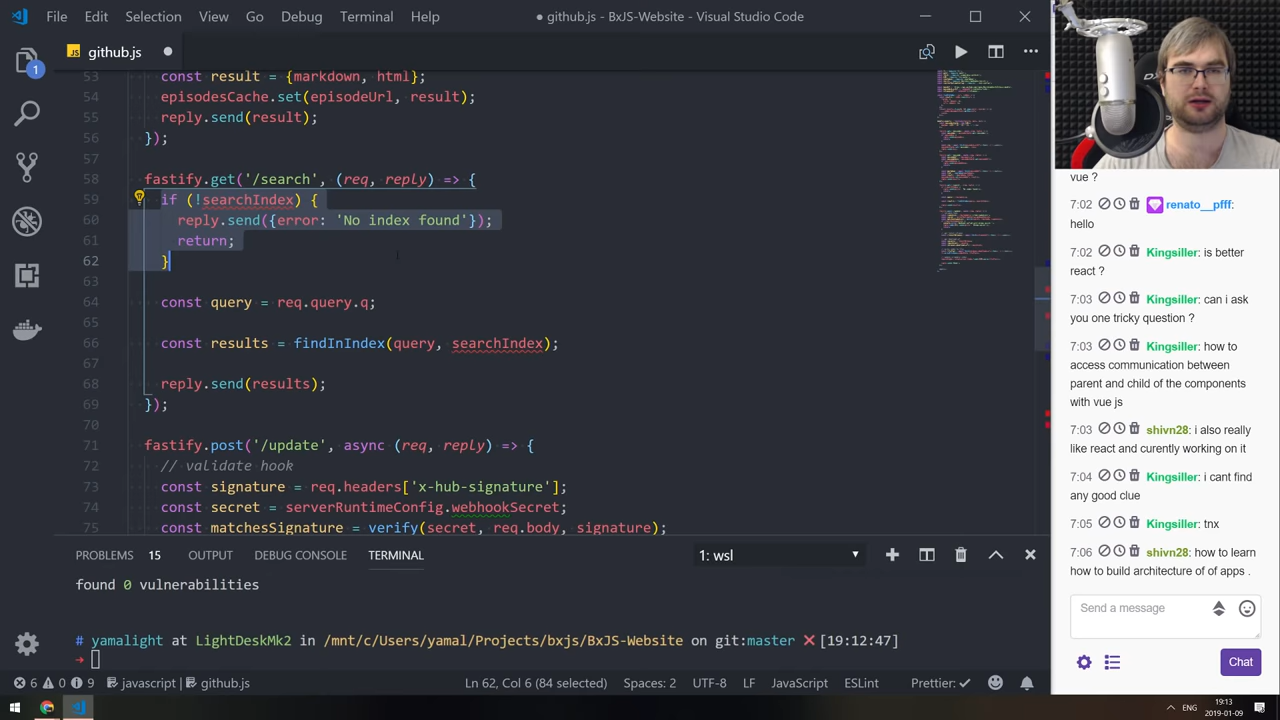 File Edit Selection View Go Debug Terminal Help ● github.js - BxJS-Website - Visual Studio Code
1
JS github.js ●
53 const result = {markdown, html};
54 episodesCache.set(episodeUrl, result);
55 reply.send(result);
56 });
57
fastify.get('/search', (req, reply) => {
if (!searchIndex) {
60 reply.send({error: 'No index found'});
61 return;
62 }
63
64 const query = req.query.q;
65
66 const results = findInIndex(query, searchIndex);
67
68 reply.send(results);
69 });
70
71 fastify.post('/update', async (req, reply) => {
72 // validate hook
73 const signature = req.headers['x-hub-signature'];
74 const secret = serverRuntimeConfig.webhookSecret;
75 const matchesSignature = verify(secret, req.body, signature);
PROBLEMS 15 OUTPUT DEBUG CONSOLE TERMINAL 1: wsl
found 0 vulnerabilities
# yamalight at LightDeskMk2 in /mnt/c/Users/yamal/Projects/bxjs/BxJS-Website on git:master ❌ [19:12:47]
➜
6 0 9 javascript github.js Spaces: 2 UTF-8 LF JavaScript ESLint Prettier: ✓
vue ?
7:02 renato__pfff:
hello
7:02 Kingsiller: is better
react ?
7:03 Kingsiller: can i ask
you one tricky question ?
7:03 Kingsiller: how to
access communication between
parent and child of the components
with vue js
7:03 shivn28: i also really
like react and curently working on it
7:04 Kingsiller: i cant find
any good clue
7:05 Kingsiller: tnx
7:06 shivn28: how to learn
how to build architecture of of apps .
Send a message
Chat
ENG
19:13
2019-01-09